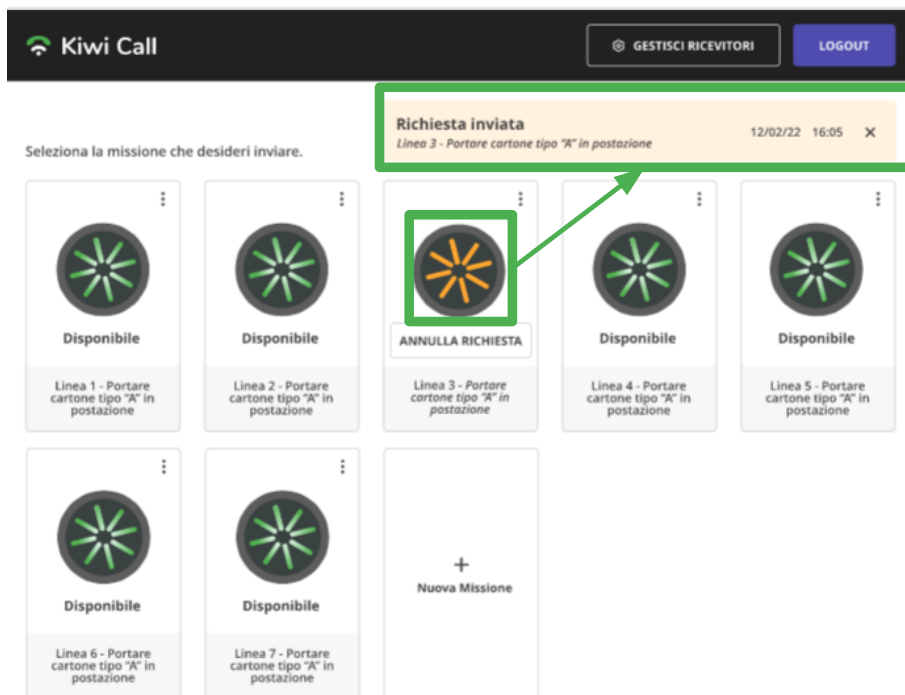 Kiwi Call
GESTISCI RICEVITORI
LOGOUT
Richiesta inviata
Linea 3 - Portare cartone tipo "A" in postazione
12/02/22 16:05 ×
Seleziona la missione che desideri inviare.
Disponibile
Linea 1 - Portare
cartone tipo "A" in
postazione
Disponibile
Linea 2 - Portare
cartone tipo "A" in
postazione
ANNULLA RICHIESTA
Linea 3 - Portare
cartone tipo "A" in
postazione
Disponibile
Linea 4 - Portare
cartone tipo "A" in
postazione
Disponibile
Linea 5 - Portare
cartone tipo "A" in
postazione
Disponibile
Linea 6 - Portare
cartone tipo "A" in
postazione
Disponibile
Linea 7 - Portare
cartone tipo "A" in
postazione
+
Nuova Missione